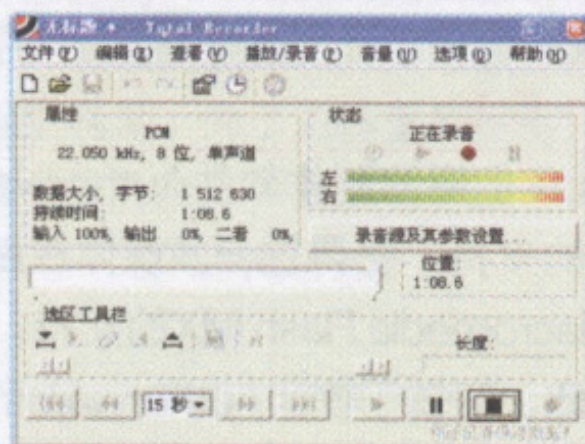 无标题 * - Total Recorder
文件(F) 编辑(E) 查看(V) 播放/录音(P) 音量(V) 选项(O) 帮助(H)
属性
PCM
22.050 kHz, 8 位, 单声道
数据大小, 字节: 1 512 630
持续时间: 1:08.6
输入 100%, 输出 0%, 二者 0%,
状态
正在录音
左
右
录音源及其参数设置...
位置:
1:08.6
选区工具栏
长度:
15 秒